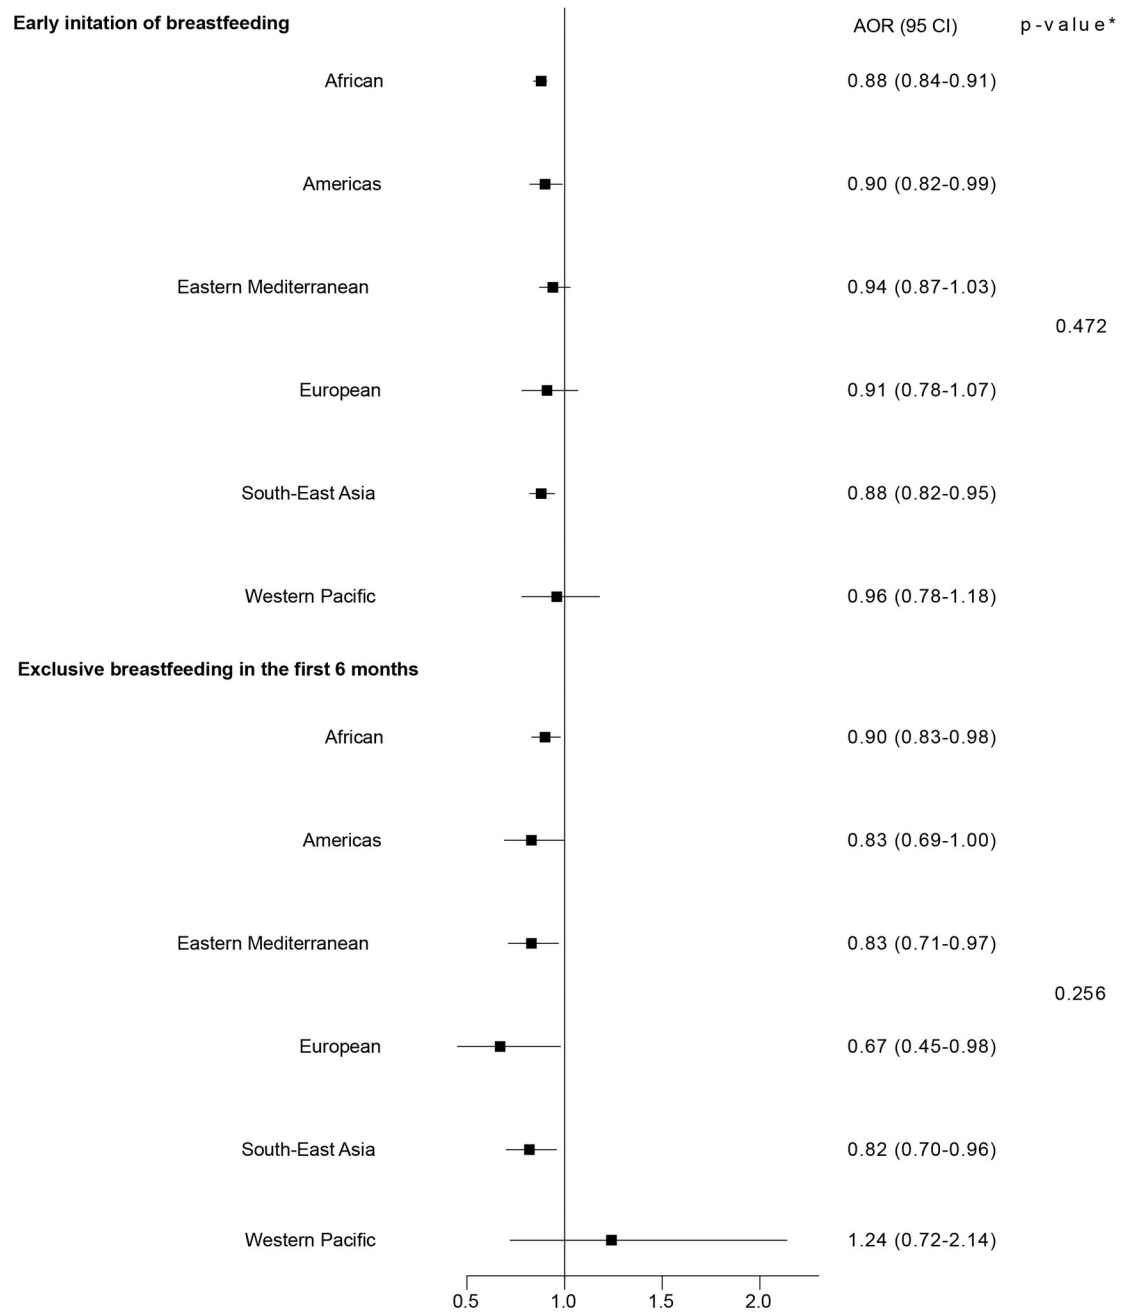 Early initation of breastfeeding AOR (95 CI) p-value*
African 0.88 (0.84-0.91)
Americas 0.90 (0.82-0.99)
Eastern Mediterranean 0.94 (0.87-1.03)
0.472
European 0.91 (0.78-1.07)
South-East Asia 0.88 (0.82-0.95)
Western Pacific 0.96 (0.78-1.18)
Exclusive breastfeeding in the first 6 months
African 0.90 (0.83-0.98)
Americas 0.83 (0.69-1.00)
Eastern Mediterranean 0.83 (0.71-0.97)
0.256
European 0.67 (0.45-0.98)
South-East Asia 0.82 (0.70-0.96)
Western Pacific 1.24 (0.72-2.14)
0.5 1.0 1.5 2.0